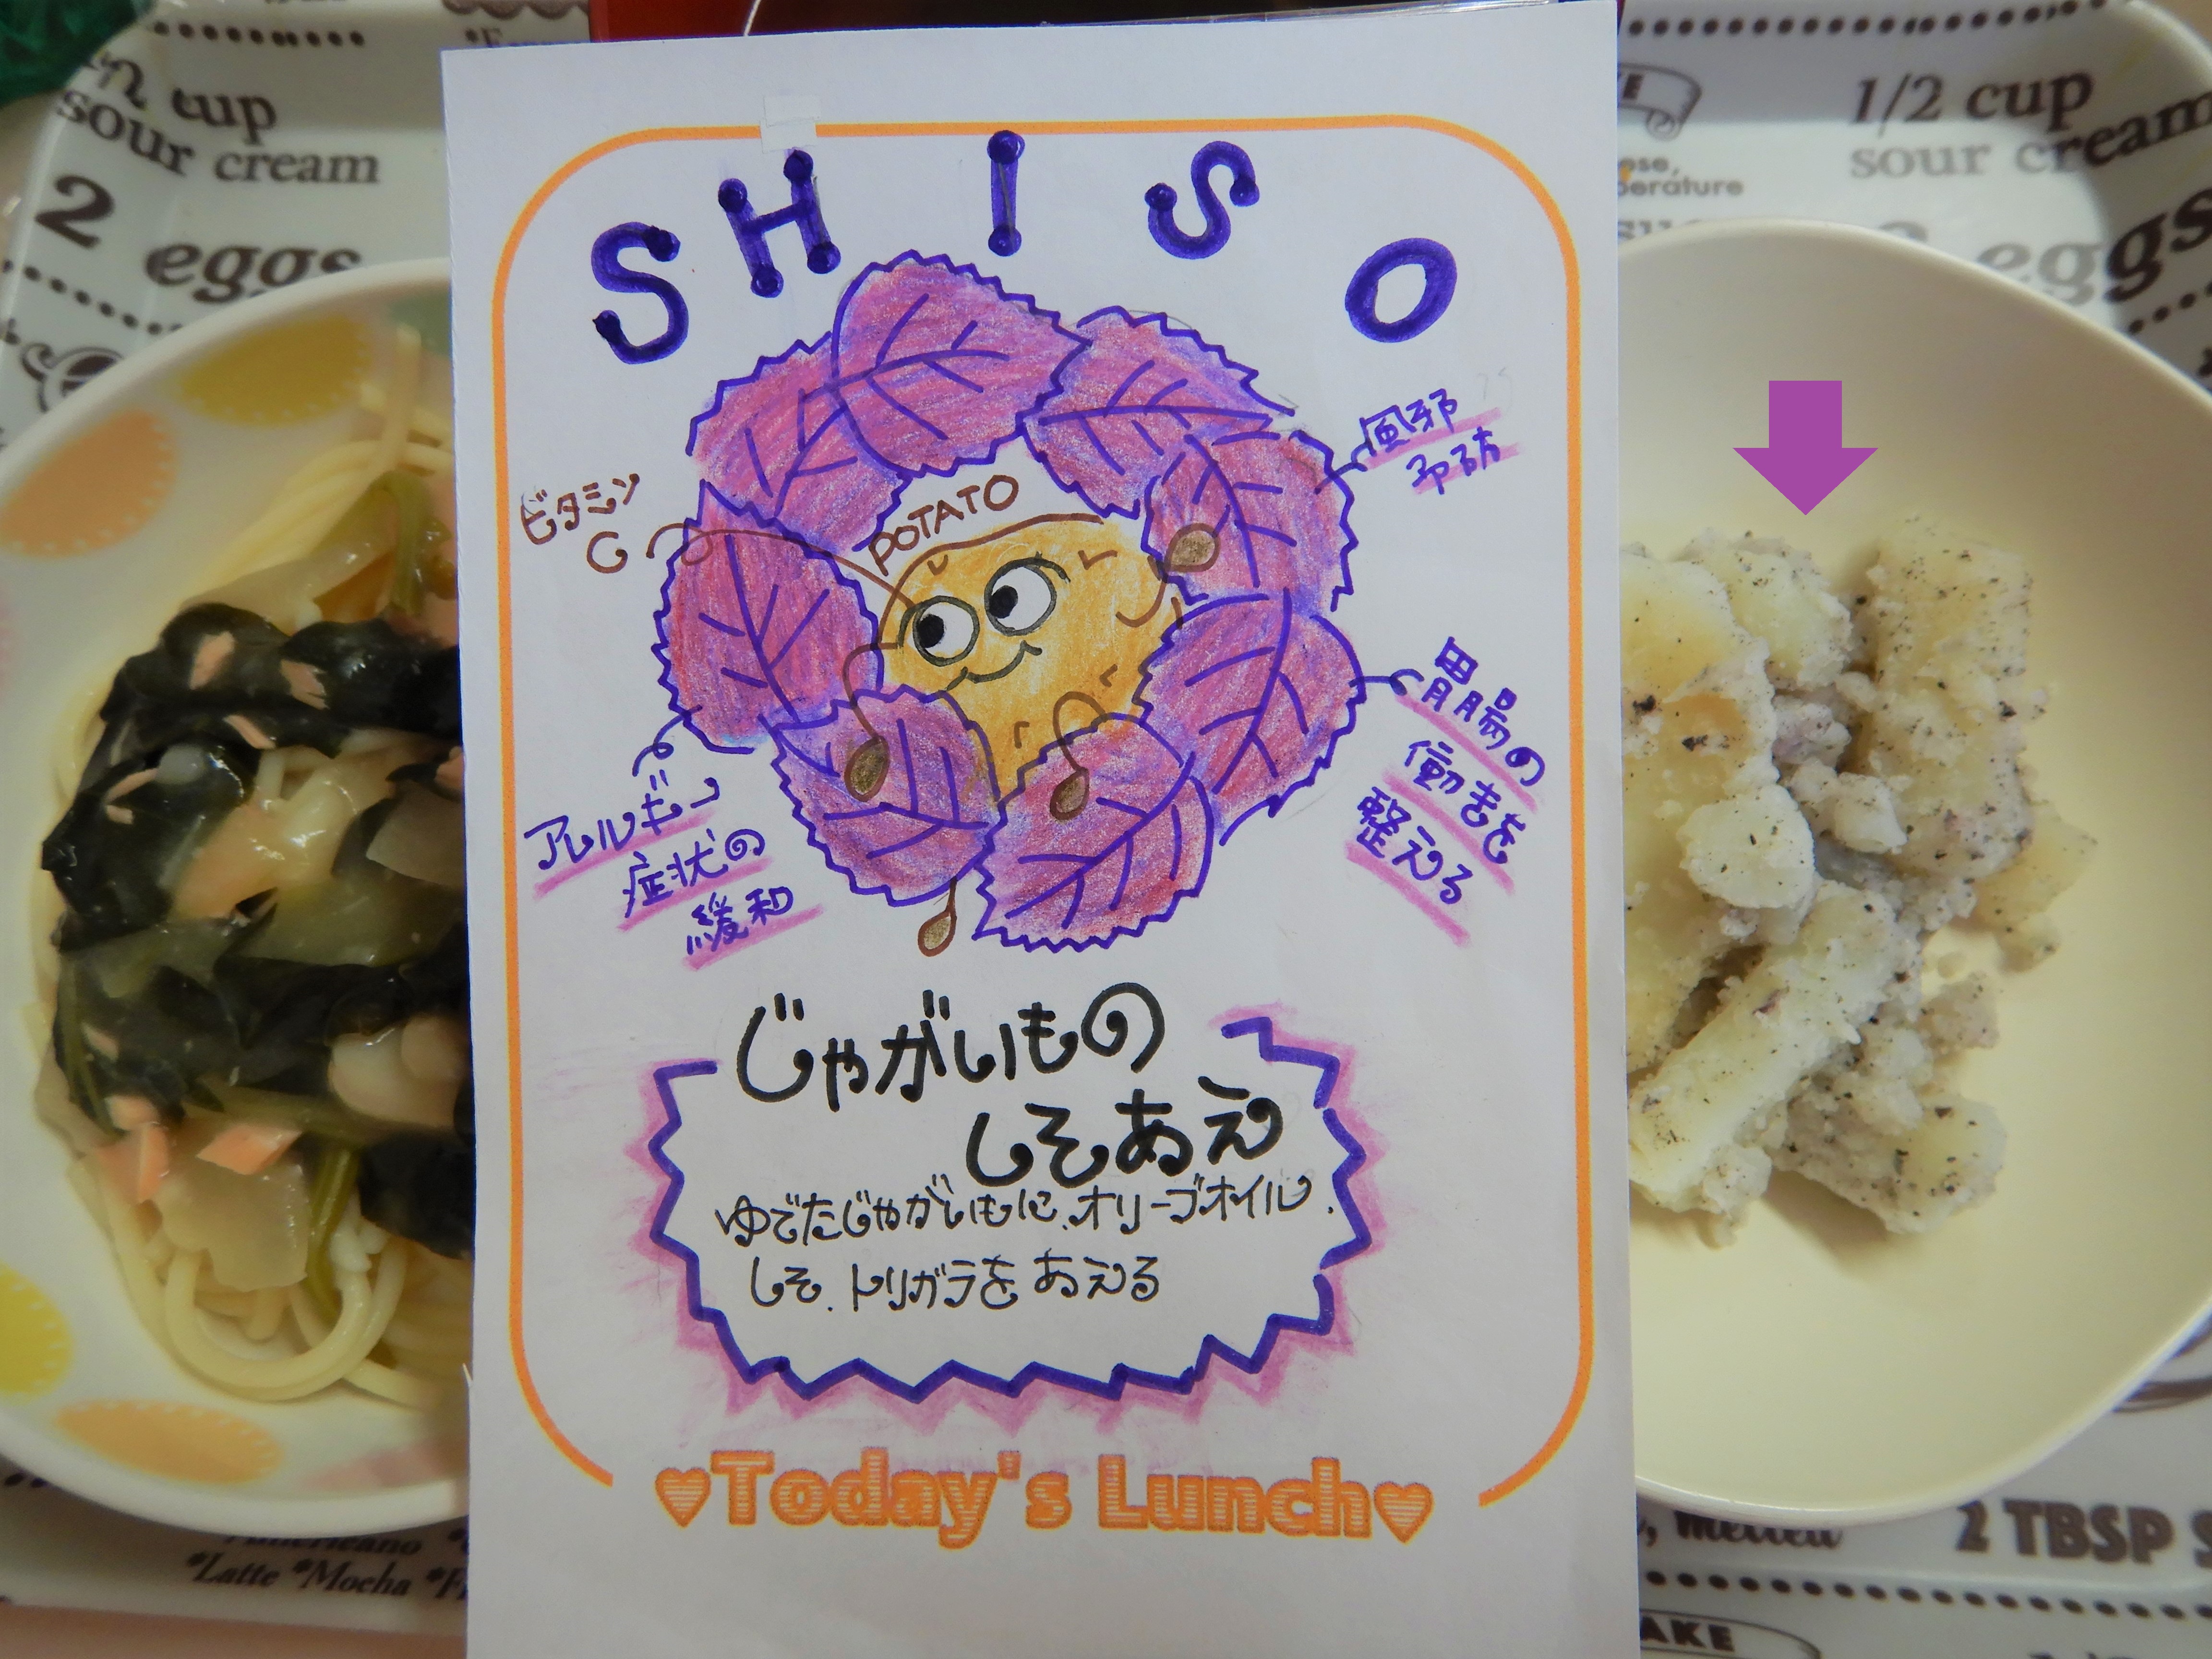 1/2 cup
sour cream
2 eggs
1/2 cup
sour cream
eggs
SHISO
POTATO
ビタミン
C
風邪
予防
胃腸の
働きを
整える
アレルギー
症状の
緩和
じゃがいもの
しそあえ
ゆでたじゃがいもに、オリーブオイル、
しそ、トリガラをあえる
Today's Lunch
*Latte *Mocha
melted
2 TBSP